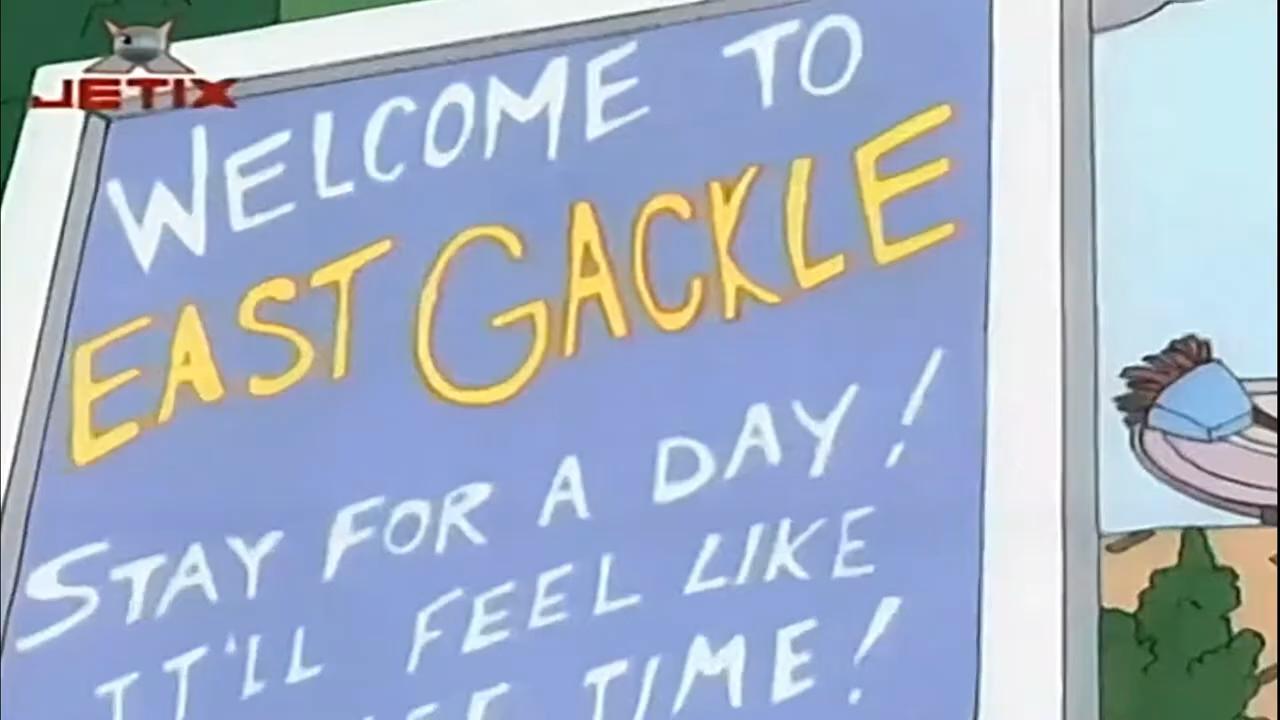 JETIX
WELCOME TO
EAST GACKLE
STAY FOR A DAY!
IT'LL FEEL LIKE
TIME!